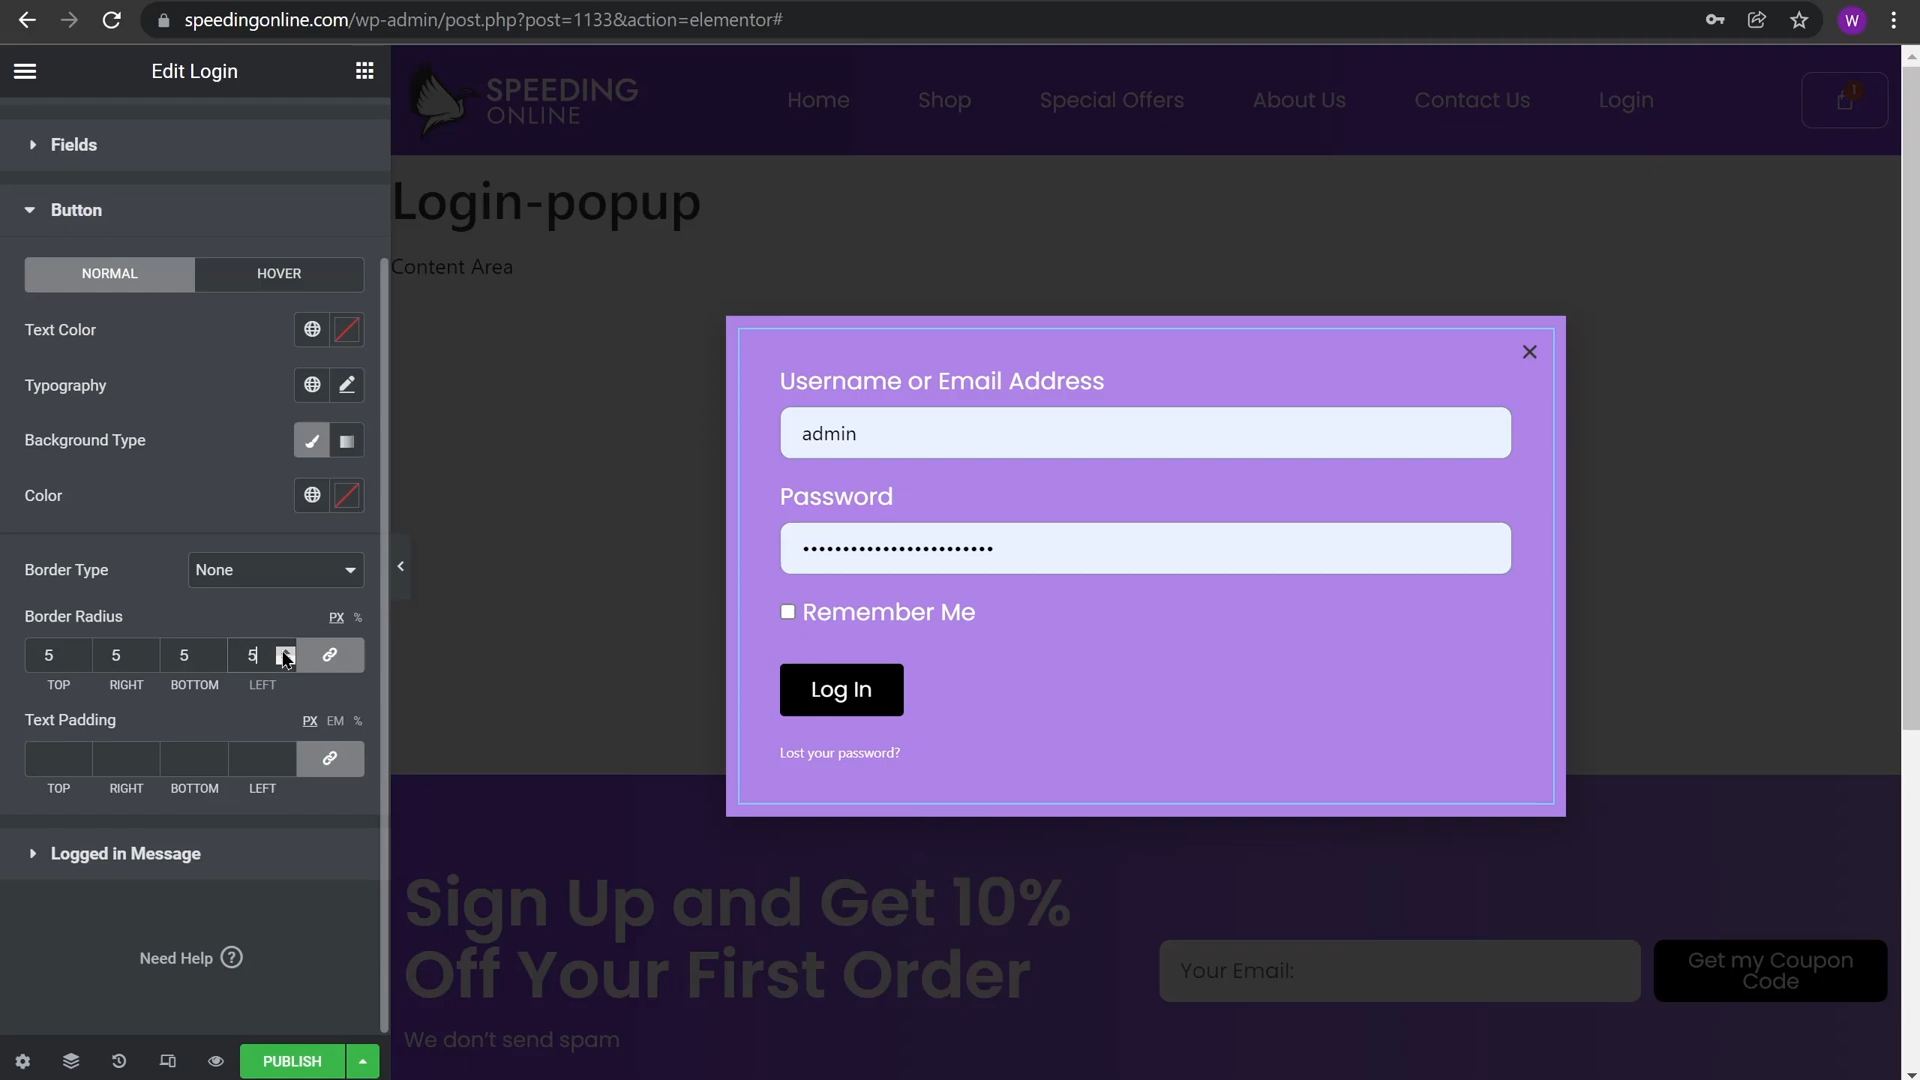 speedingonline.com/wp-admin/post.php?post=1133&action=elementor#
W
Edit Login
Fields
Button
NORMAL
HOVER
Text Color
Typography
Background Type
Color
Border Type
None
Border Radius
PX %
5 5 5 5
TOP RIGHT BOTTOM LEFT
Text Padding
PX EM %
TOP RIGHT BOTTOM LEFT
Logged in Message
Need Help ?
PUBLISH
SPEEDING
ONLINE
Home
Shop
Special Offers
About Us
Contact Us
Login
1
Login-popup
Content Area
Username or Email Address
admin
Password
Remember Me
Log In
Lost your password?
Sign Up and Get 10%
Off Your First Order
We don't send spam
Your Email:
Get my Coupon
Code